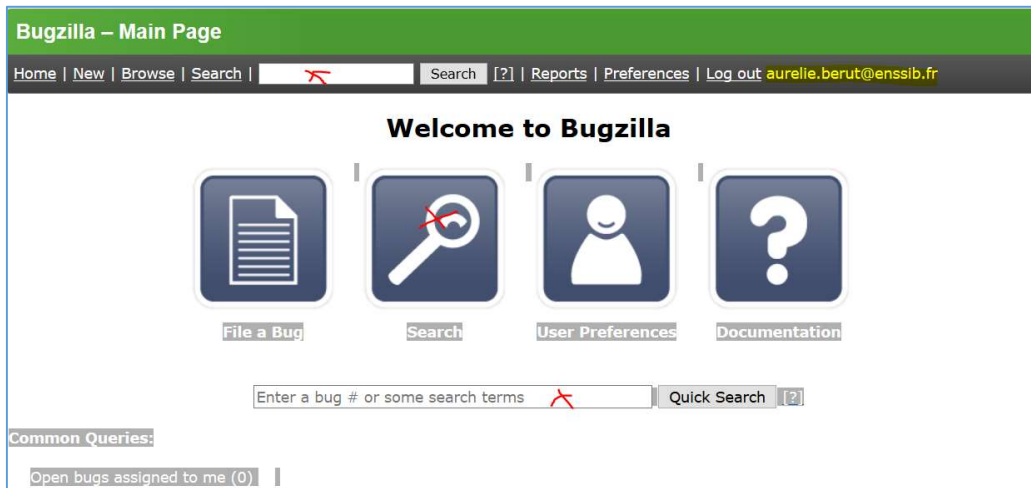 Bugzilla – Main Page
Home | New | Browse | Search | Search [?] | Reports | Preferences | Log out aurelie.berut@enssib.fr
Welcome to Bugzilla
File a Bug Search User Preferences Documentation
Enter a bug # or some search terms Quick Search [?]
Common Queries:
Open bugs assigned to me (0)